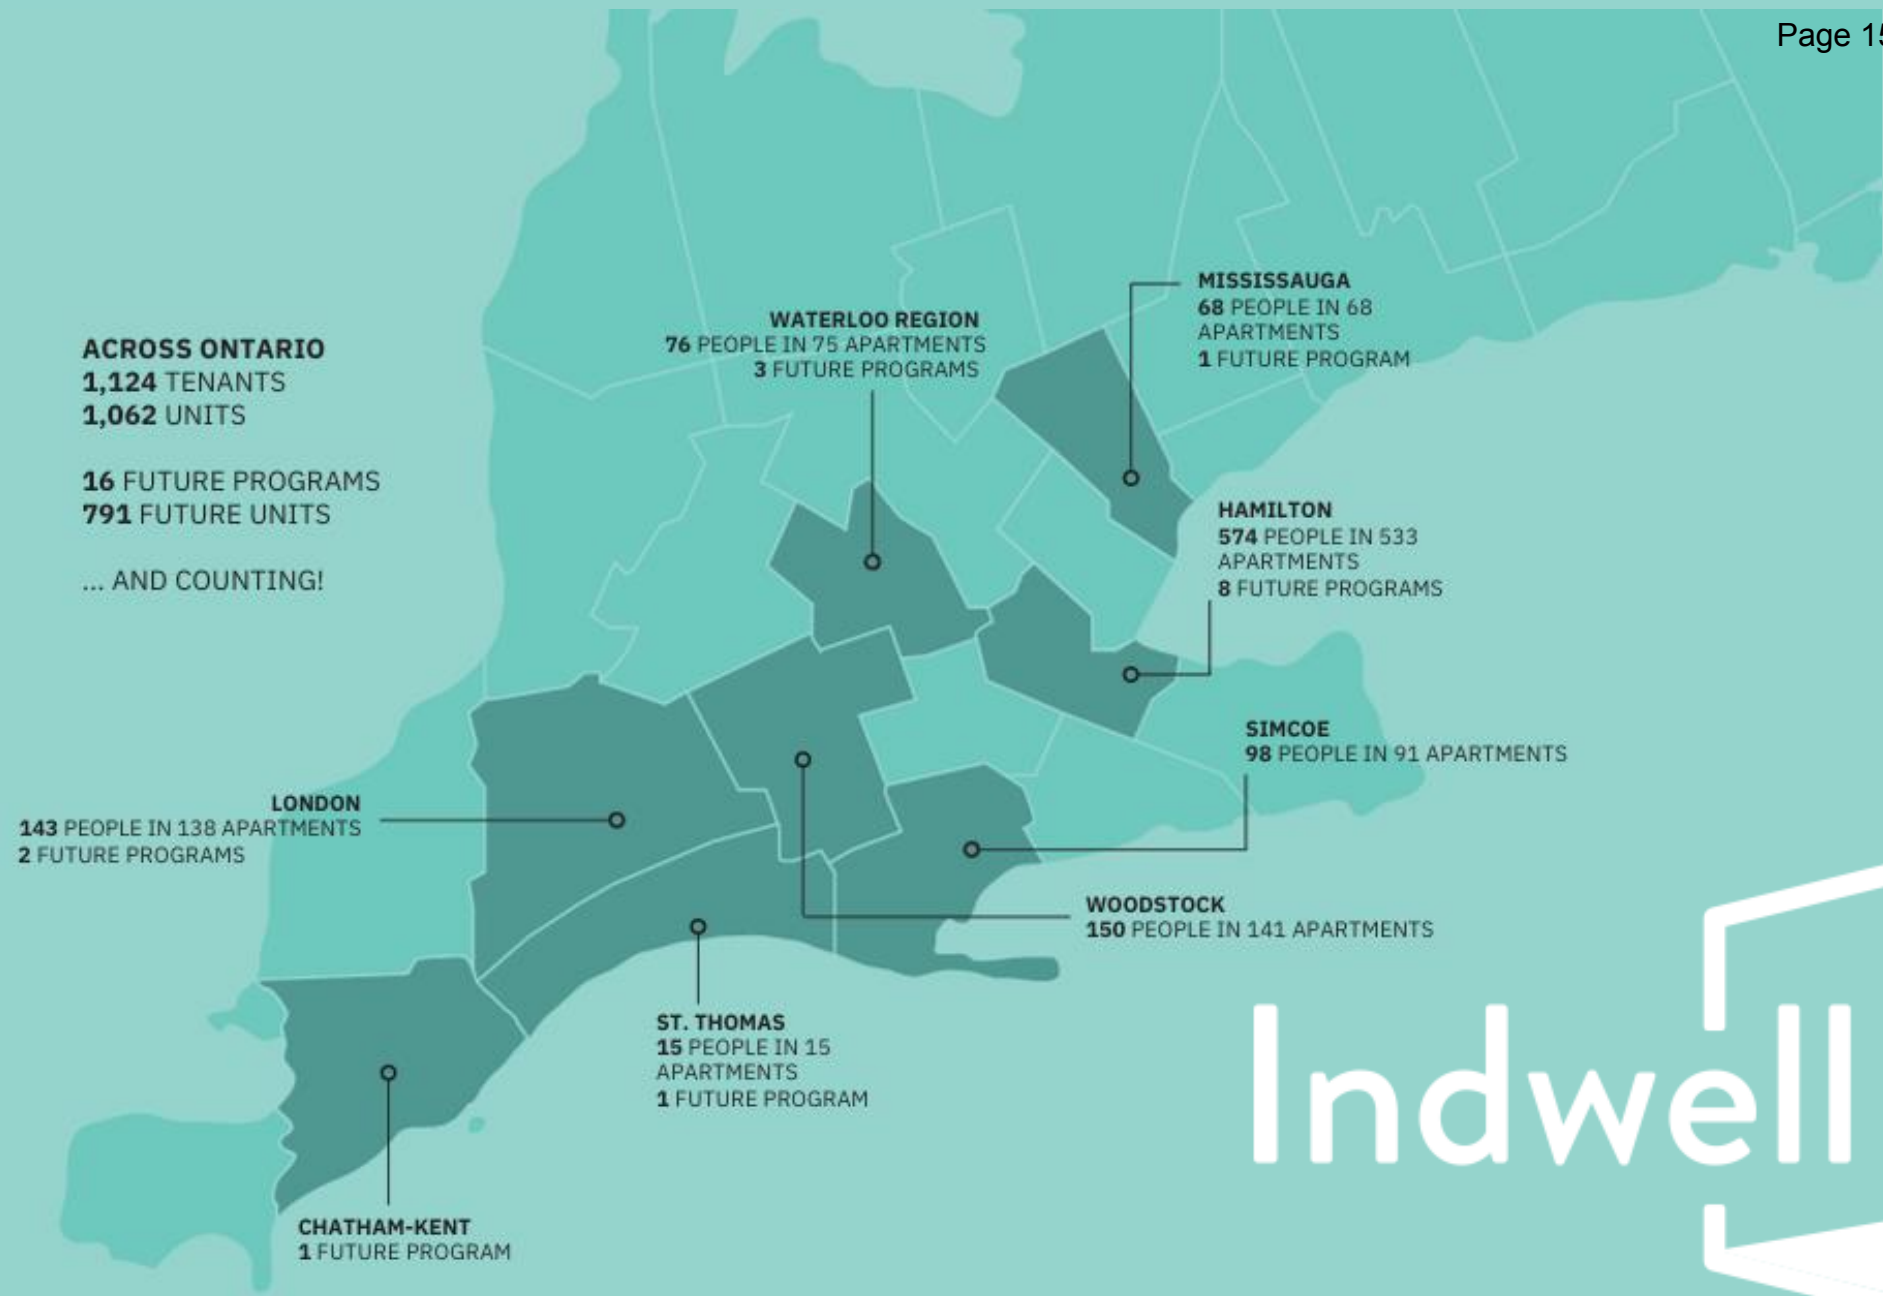 Page 15
ACROSS ONTARIO
1,124 TENANTS
1,062 UNITS
16 FUTURE PROGRAMS
791 FUTURE UNITS
... AND COUNTING!
WATERLOO REGION
76 PEOPLE IN 75 APARTMENTS
3 FUTURE PROGRAMS
MISSISSAUGA
68 PEOPLE IN 68
APARTMENTS
1 FUTURE PROGRAM
HAMILTON
574 PEOPLE IN 533
APARTMENTS
8 FUTURE PROGRAMS
SIMCOE
98 PEOPLE IN 91 APARTMENTS
LONDON
143 PEOPLE IN 138 APARTMENTS
2 FUTURE PROGRAMS
WOODSTOCK
150 PEOPLE IN 141 APARTMENTS
ST. THOMAS
15 PEOPLE IN 15
APARTMENTS
1 FUTURE PROGRAM
CHATHAM-KENT
1 FUTURE PROGRAM
Indwell